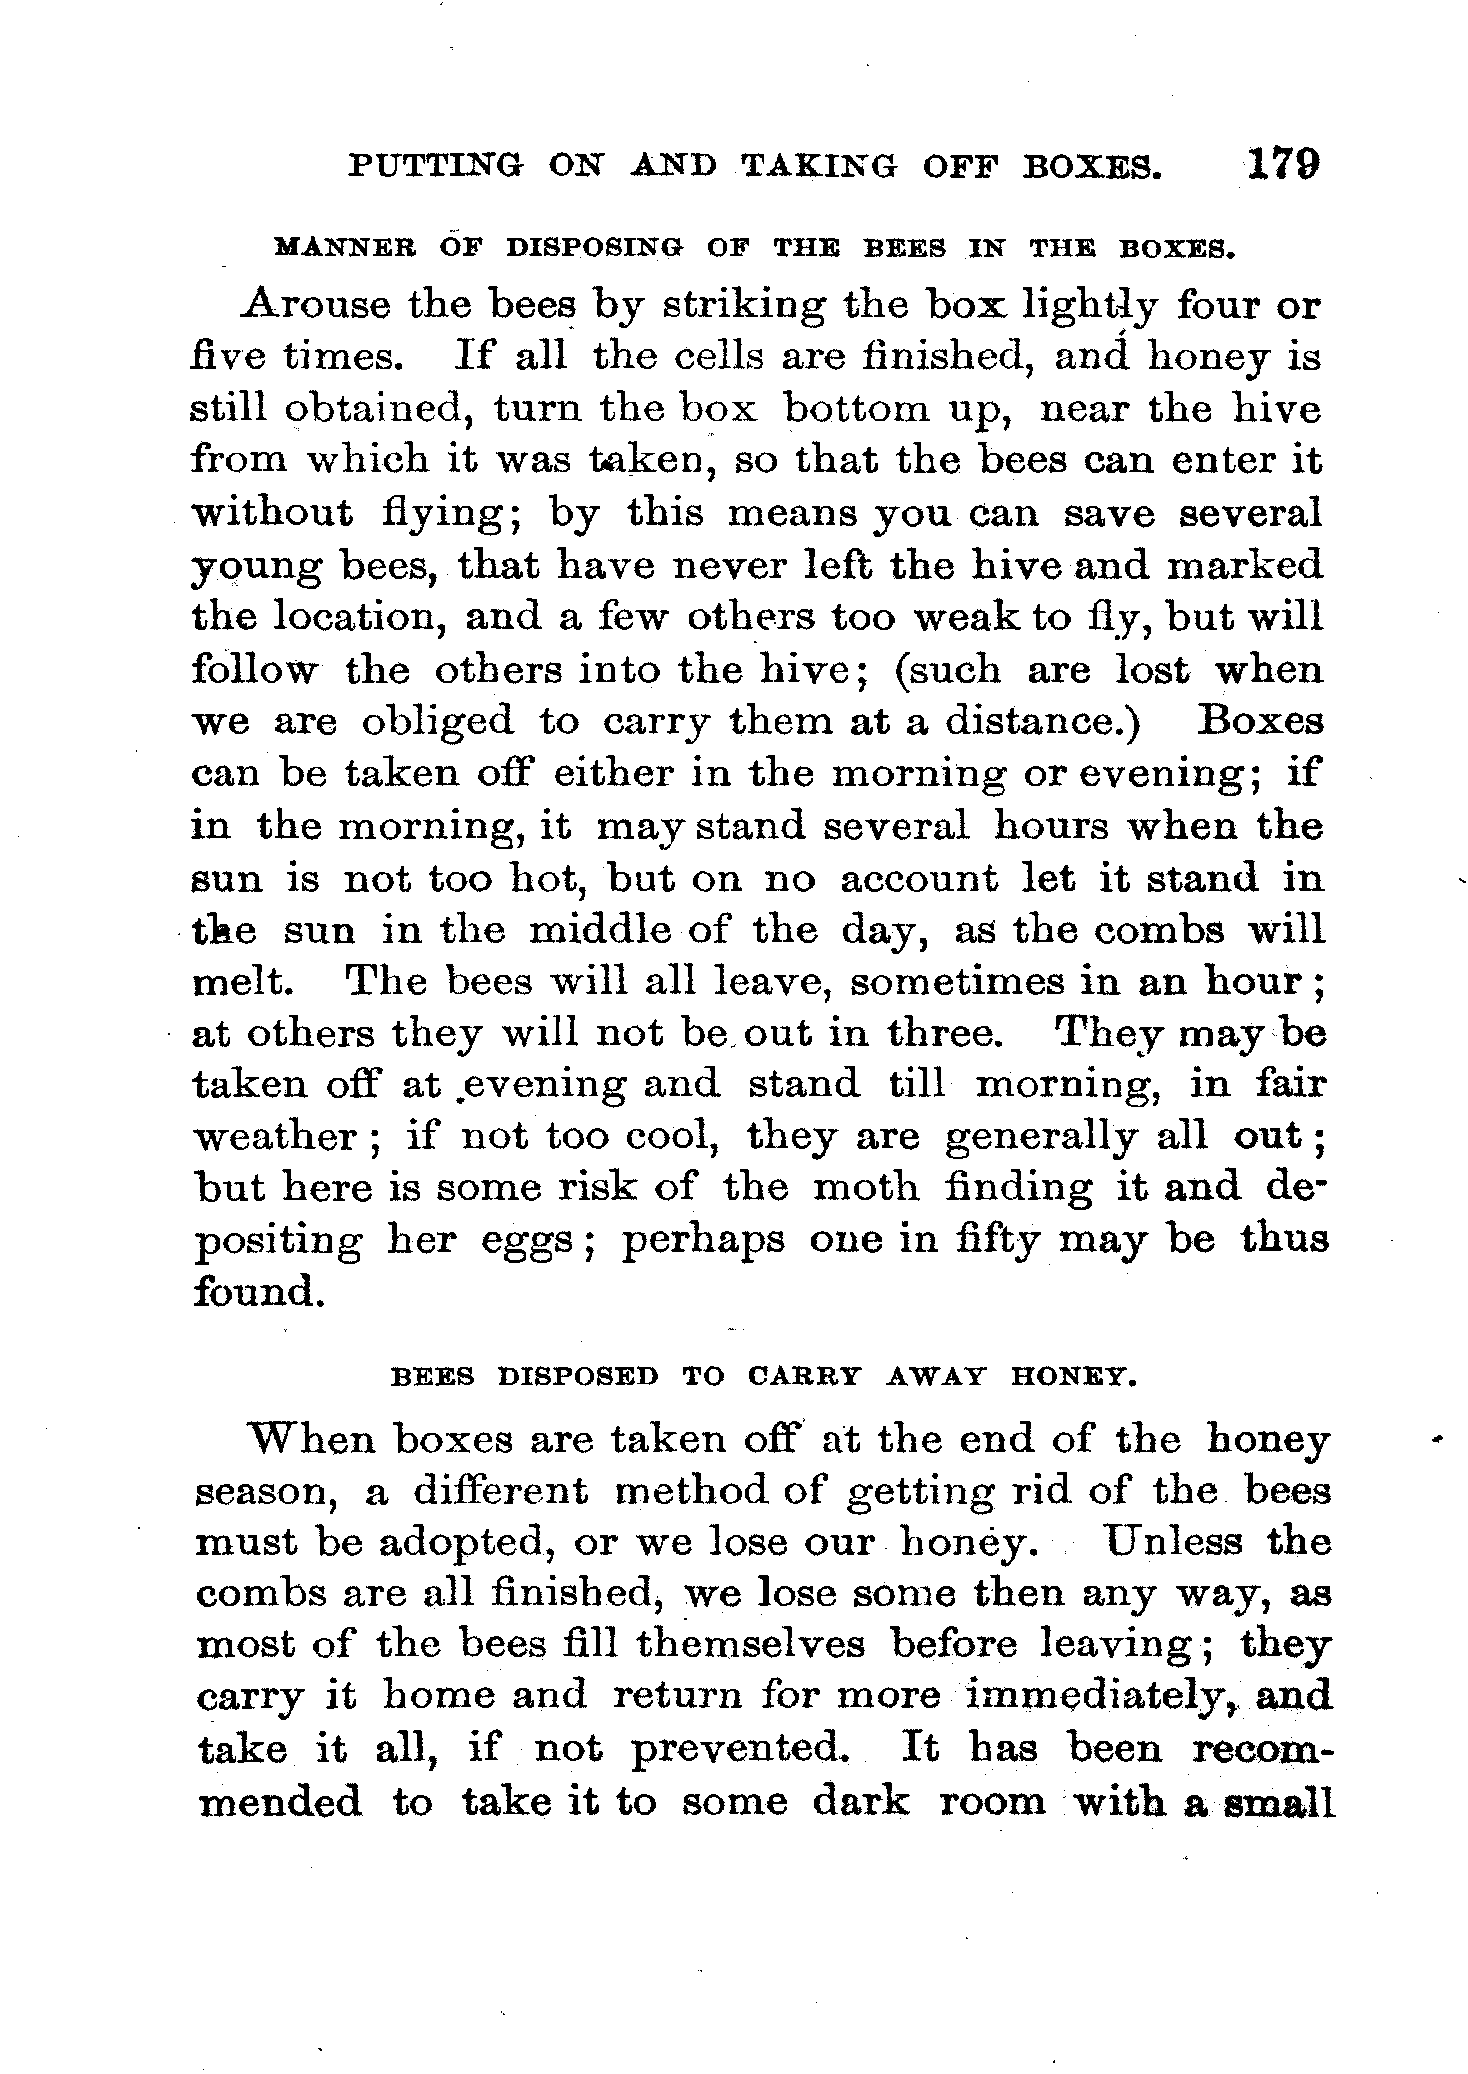 PUTTING ON AND TAKING OFF BOXES. 179
MANNER OF DISPOSING OF THE BEES IN THE BOXES.
Arouse the bees by striking the box lightly four or
five times. If all the cells are finished, and honey is
still obtained, turn the box bottom up, near the hive
from which it was taken, so that the bees can enter it
without flying; by this means you can save several
young bees, that have never left the hive and marked
the location, and a few others too weak to fly, but will
follow the others into the hive; (such are lost when
we are obliged to carry them at a distance.) Boxes
can be taken off either in the morning or evening; if
in the morning, it may stand several hours when the
sun is not too hot, but on no account let it stand in
the sun in the middle of the day, as the combs will
melt. The bees will all leave, sometimes in an hour;
at others they will not be out in three. They may be
taken off at evening and stand till morning, in fair
weather; if not too cool, they are generally all out;
but here is some risk of the moth finding it and de-
positing her eggs; perhaps one in fifty may be thus
found.
BEES DISPOSED TO CARRY AWAY HONEY.
When boxes are taken off at the end of the honey
season, a different method of getting rid of the bees
must be adopted, or we lose our honey. Unless the
combs are all finished, we lose some then any way, as
most of the bees fill themselves before leaving; they
carry it home and return for more immediately, and
take it all, if not prevented. It has been recom-
mended to take it to some dark room with a small